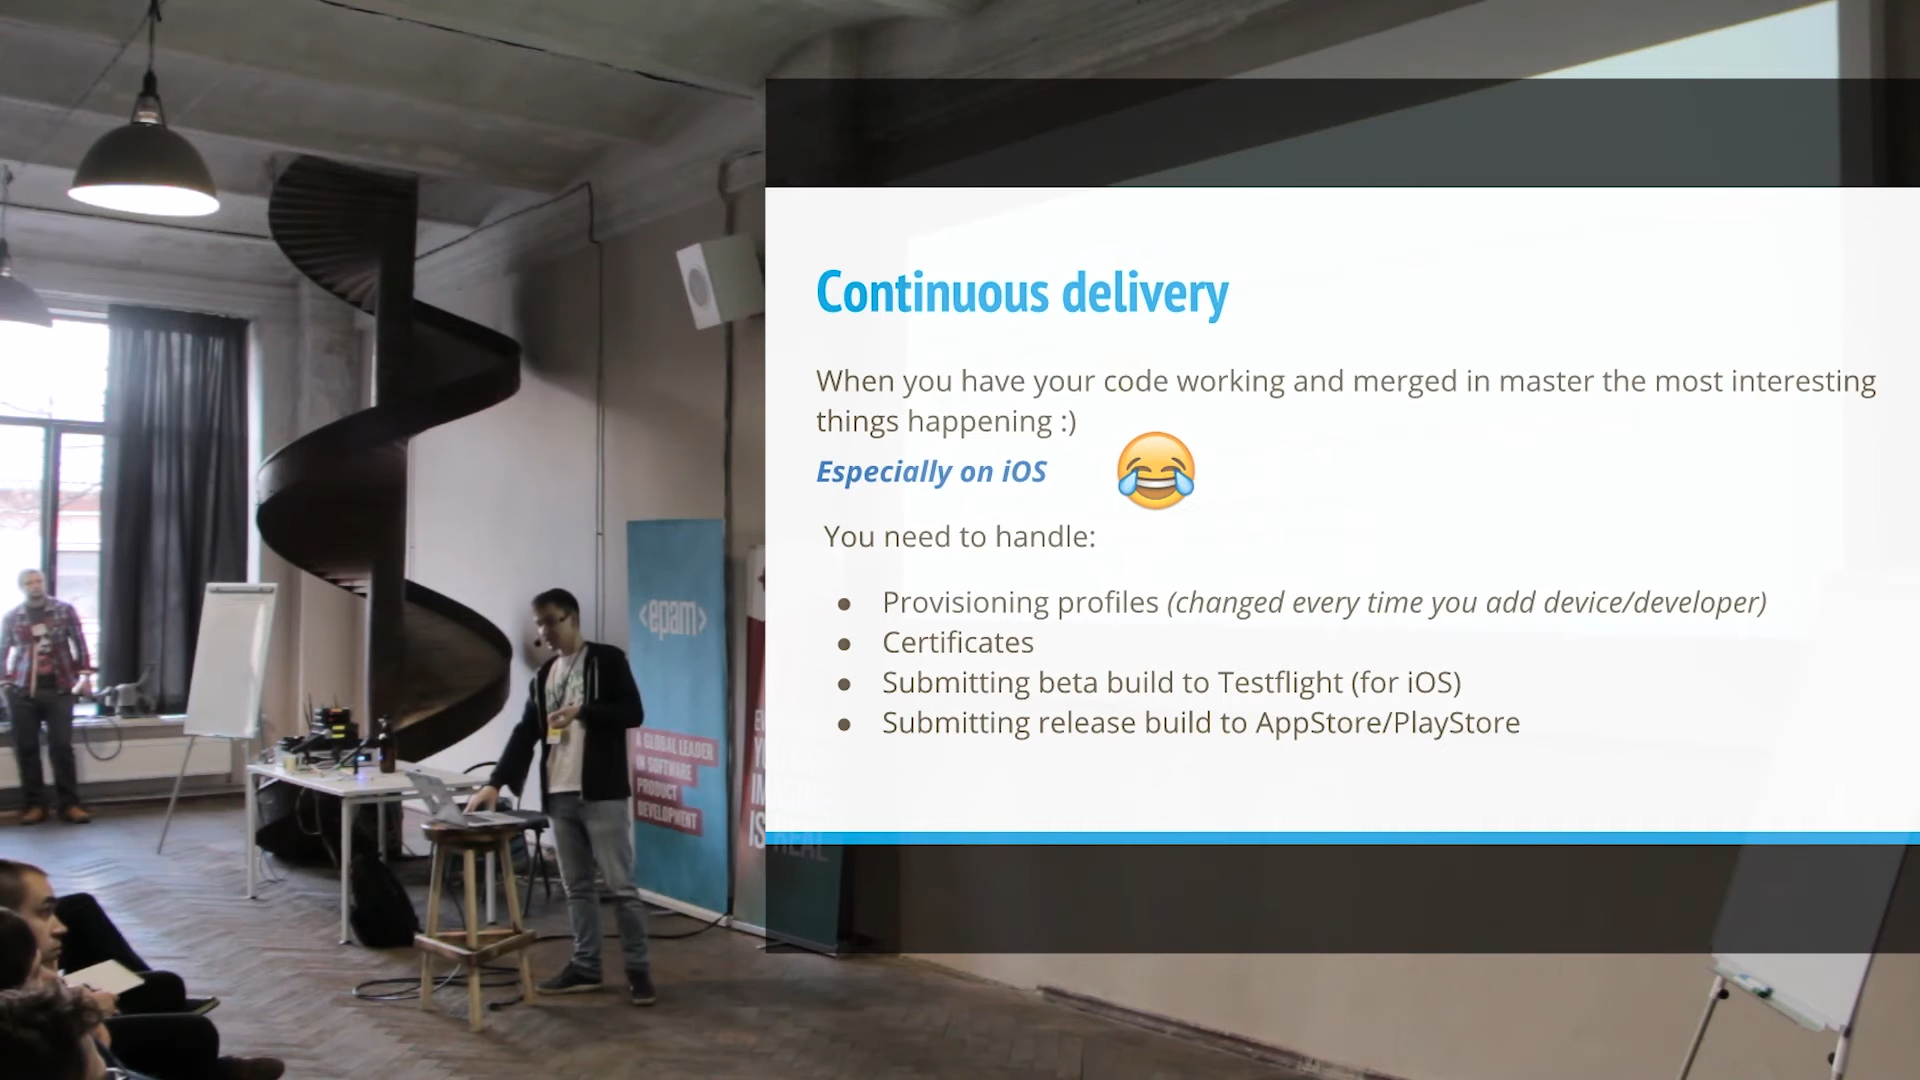 Continuous delivery
When you have your code working and merged in master the most interesting
things happening :)
Especially on iOS
You need to handle:
● Provisioning profiles (changed every time you add device/developer)
● Certificates
● Submitting beta build to Testflight (for iOS)
● Submitting release build to AppStore/PlayStore
<epam>
A GLOBAL LEADER
IN SOFTWARE
PRODUCT
DEVELOPMENT
IS REAL